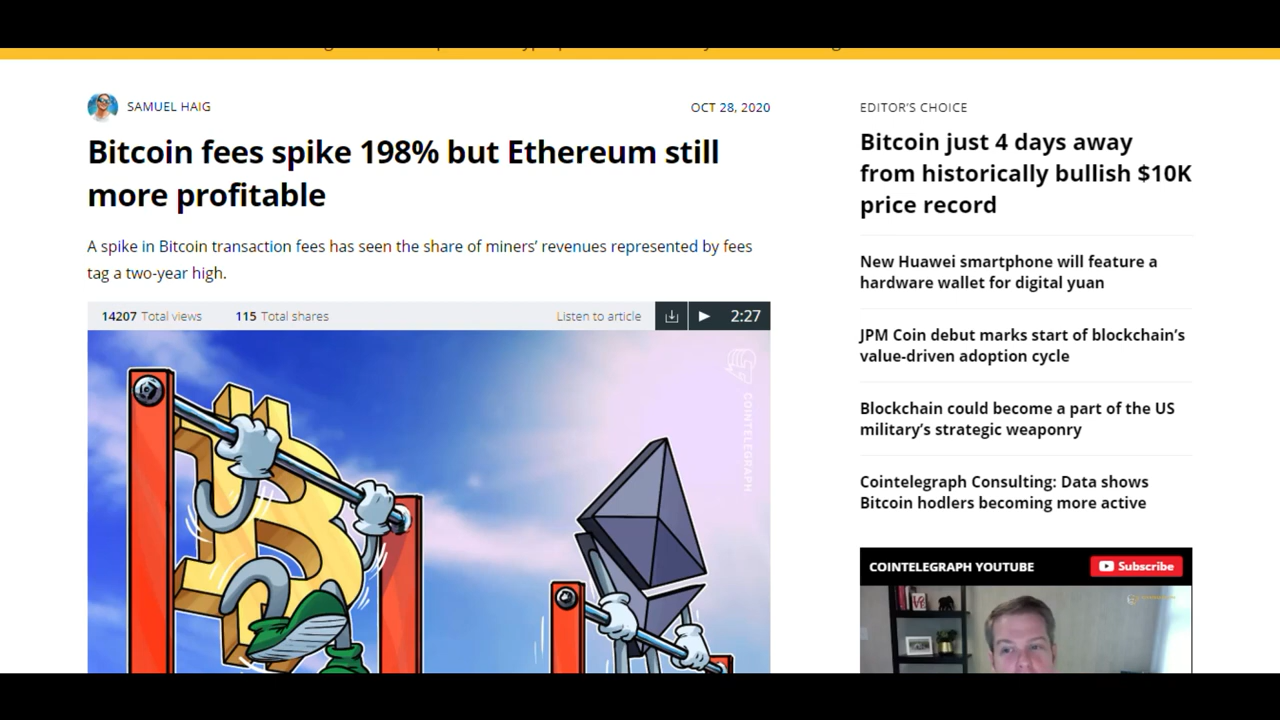 SAMUEL HAIG
OCT 28, 2020
Bitcoin fees spike 198% but Ethereum still
more profitable
A spike in Bitcoin transaction fees has seen the share of miners’ revenues represented by fees
tag a two-year high.
14207 Total views 115 Total shares Listen to article 2:27
COINTELEGRAPH
EDITOR’S CHOICE
Bitcoin just 4 days away
from historically bullish $10K
price record
New Huawei smartphone will feature a
hardware wallet for digital yuan
JPM Coin debut marks start of blockchain’s
value-driven adoption cycle
Blockchain could become a part of the US
military’s strategic weaponry
Cointelegraph Consulting: Data shows
Bitcoin hodlers becoming more active
COINTELEGRAPH YOUTUBE
Subscribe